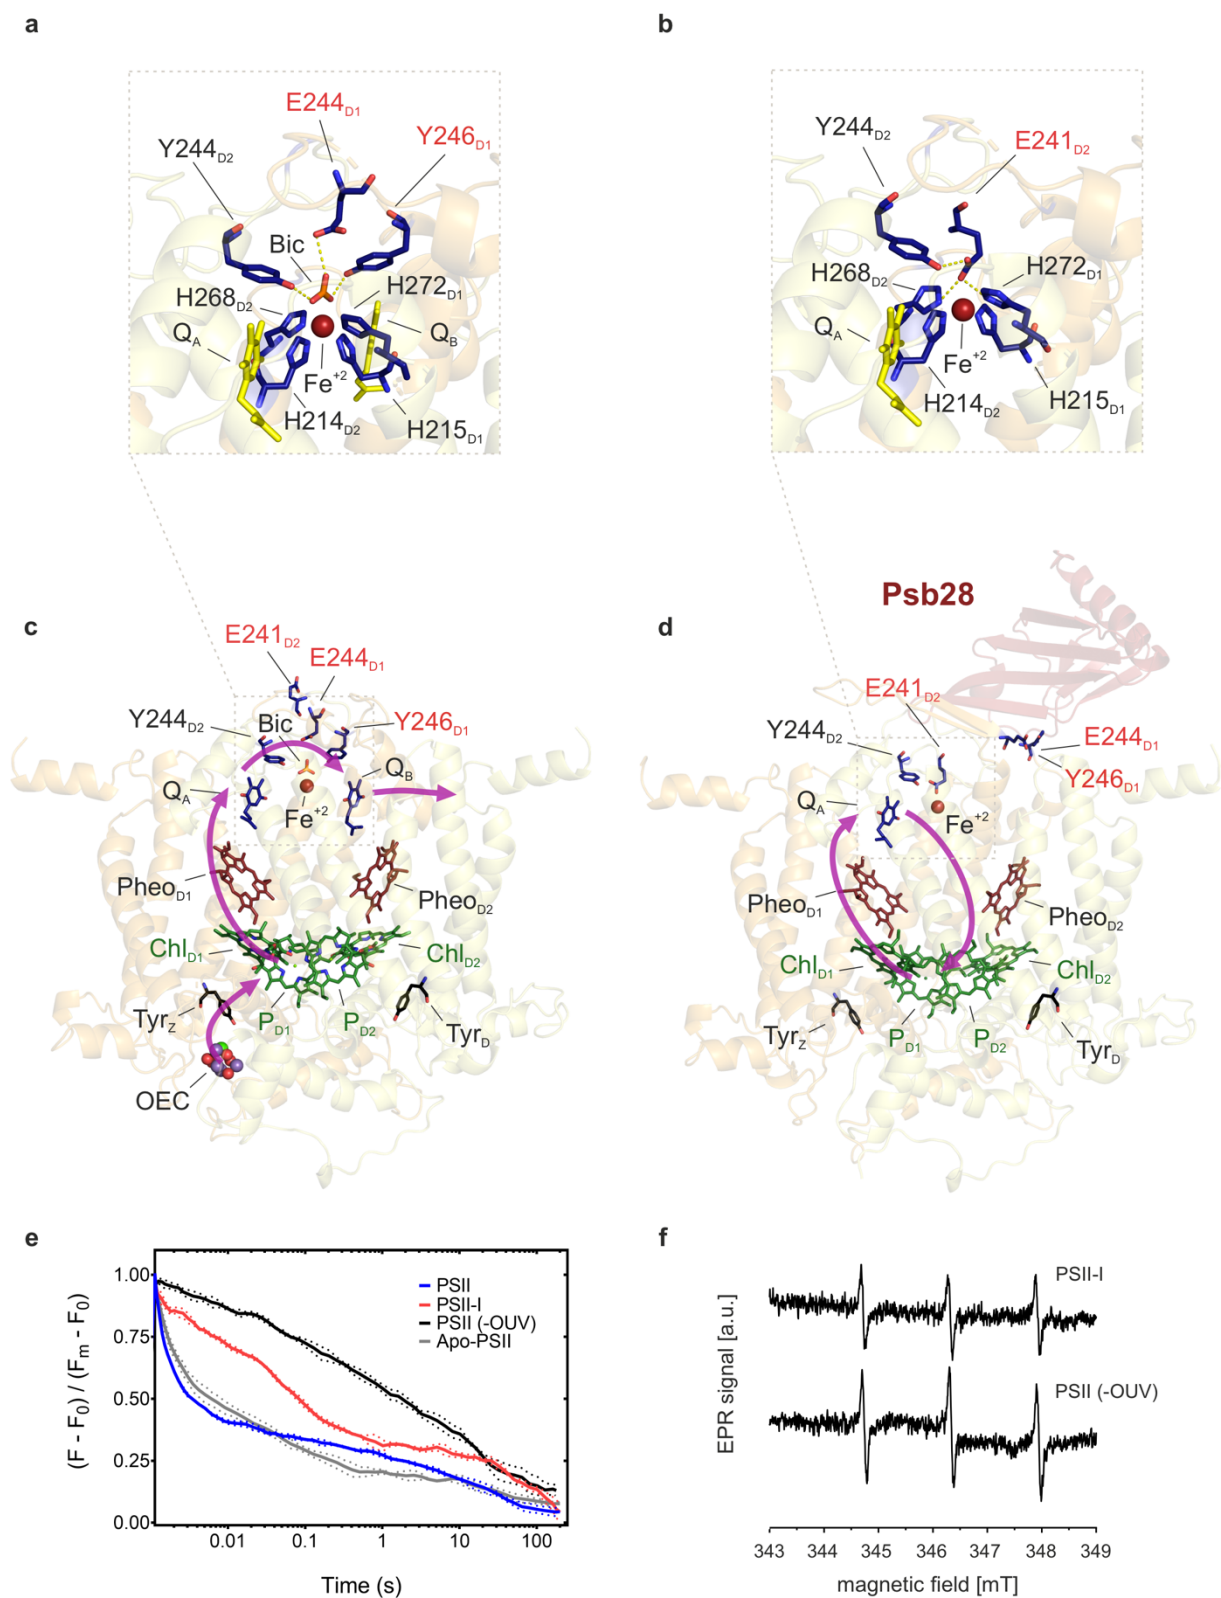 a
E244D1
Y246D1
Y244D2
Bic
H268D2
H272D1
QA
QB
Fe+2
H214D2
H215D1
b
Y244D2
E241D2
H268D2
H272D1
QA
Fe+2
H214D2
H215D1
c
E241D2
E244D1
Y244D2
Bic
Y246D1
QA
QB
Fe+2
PheoD1
PheoD2
ChlD1
ChlD2
TyrZ
PD1
PD2
TyrD
OEC
Psb28
d
E241D2
Y244D2
E244D1
Y246D1
QA
Fe+2
PheoD1
PheoD2
ChlD1
ChlD2
TyrZ
PD1
PD2
TyrD
e
1.00
0.75
0.50
0.25
0.00
(F - F0) / (Fm - F0)
PSII
PSII-I
PSII (-OUV)
Apo-PSII
0.01
0.1
1
10
100
Time (s)
f
PSII-I
PSII (-OUV)
EPR signal [a.u.]
343
344
345
346
347
348
349
magnetic field [mT]